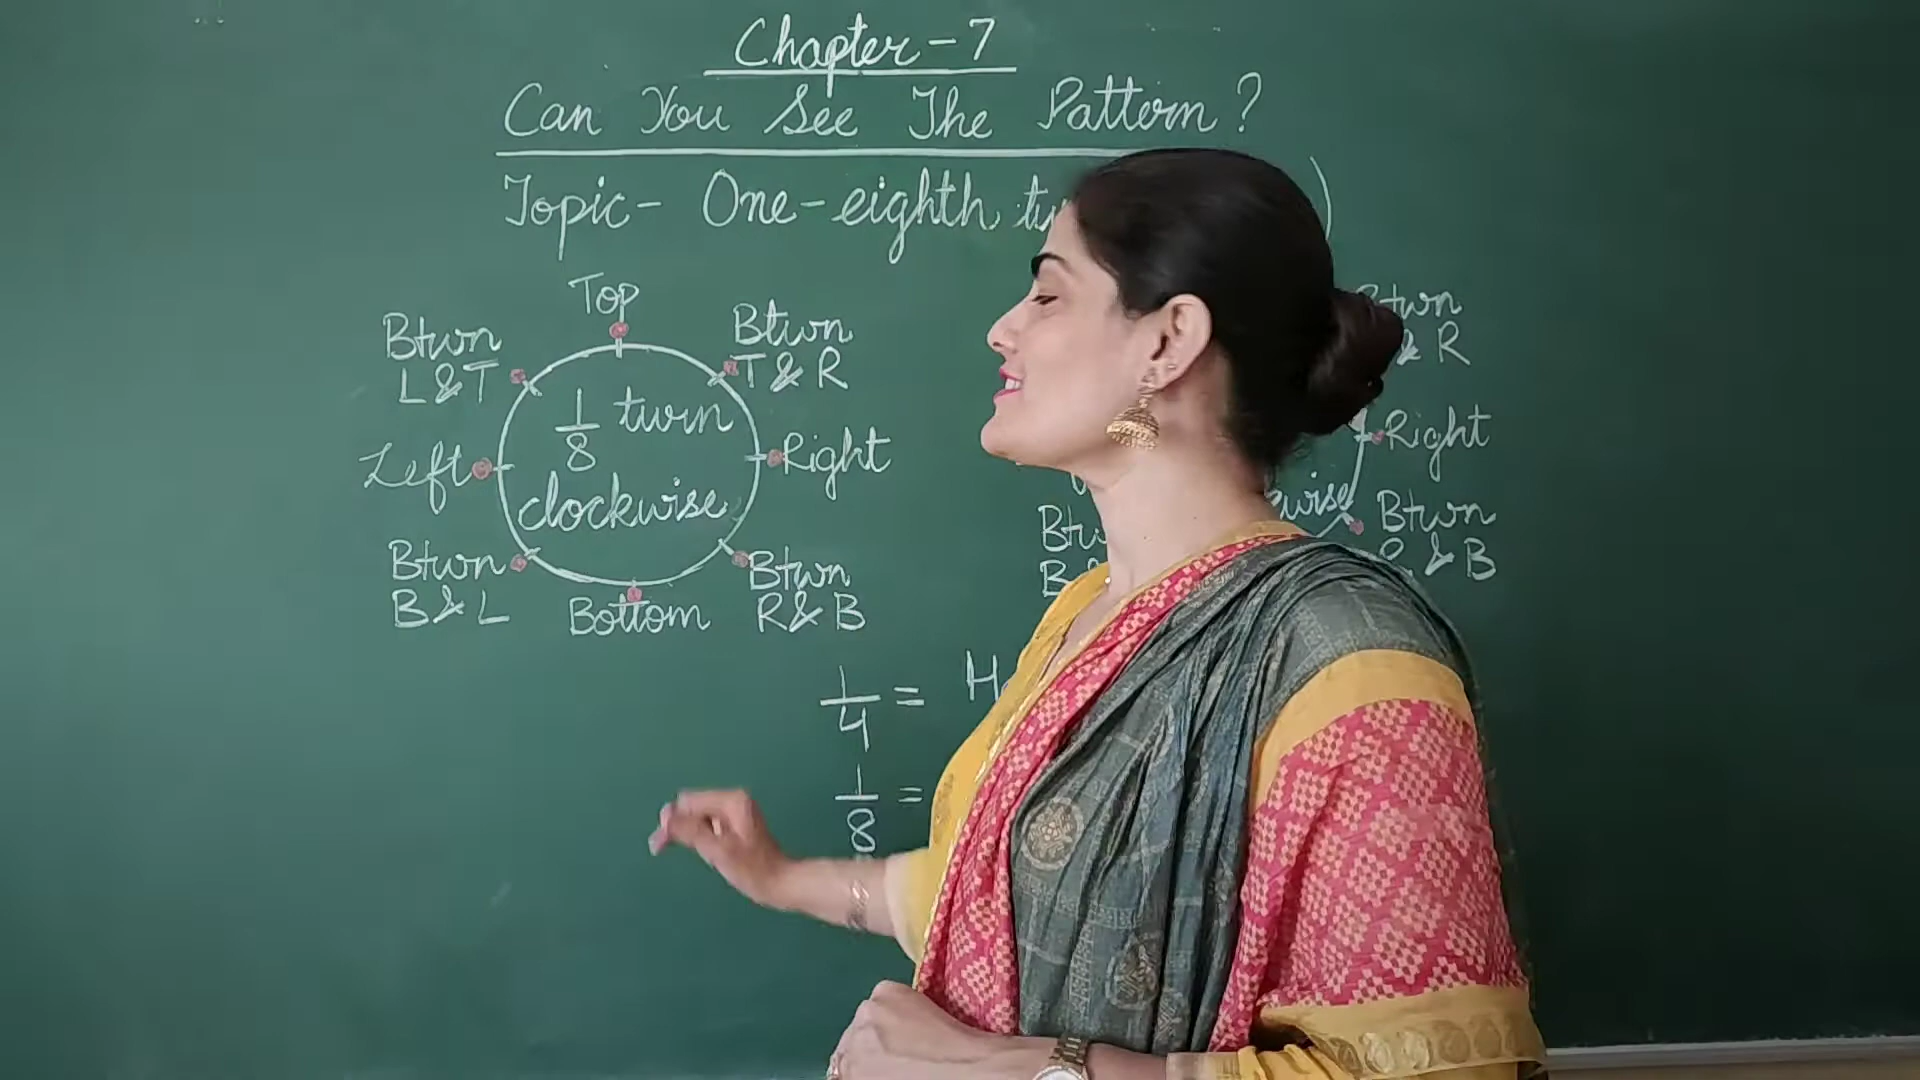 Chapter-7
Can You See The Pattern?
Topic- One-eighth
Top
Btwn
L & T
Btwn
T & R
1/8 turn
clockwise
Left
Right
Btwn
B & L
Bottom
Btwn
R & B
R
Right
Btwn
& B
1/4 =
1/8 =